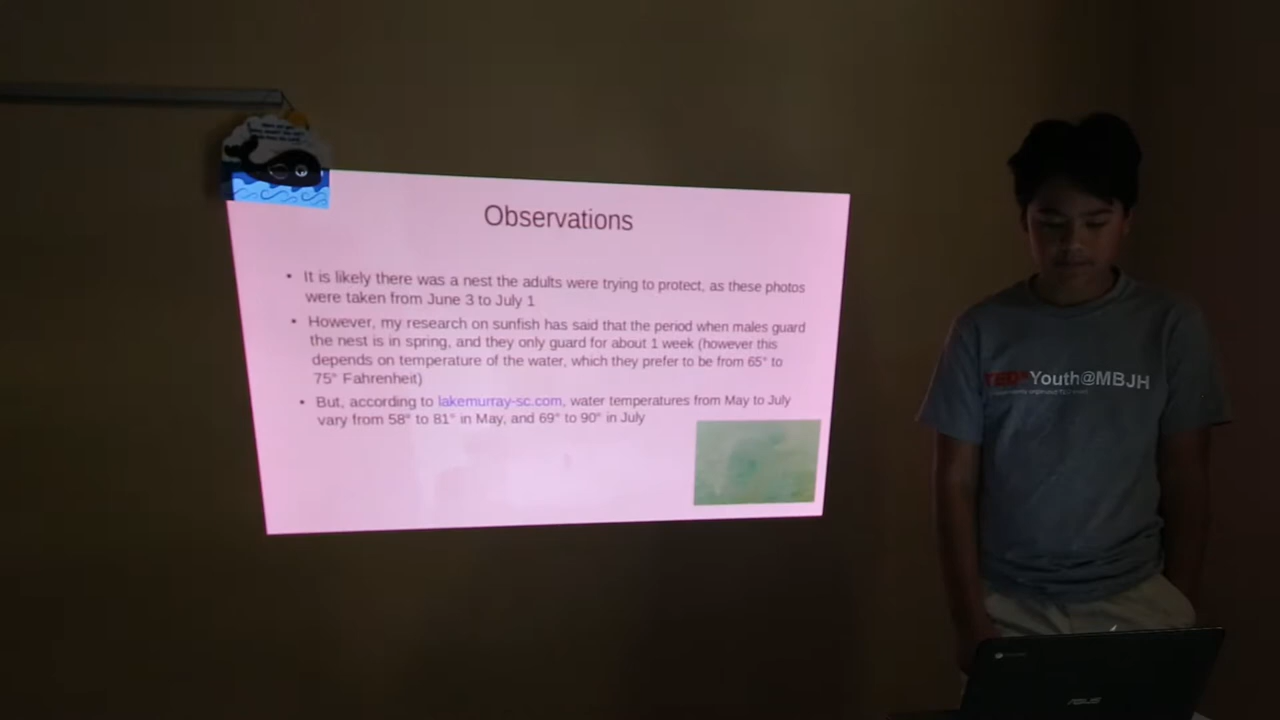 Observations
• It is likely there was a nest the adults were trying to protect, as these photos
were taken from June 3 to July 1
• However, my research on sunfish has said that the period when males guard
the nest is in spring, and they only guard for about 1 week (however this
depends on temperature of the water, which they prefer to be from 65° to
75° Fahrenheit)
• But, according to lakemurray-sc.com, water temperatures from May to July
vary from 58° to 81° in May, and 69° to 90° in July
Youth@MBJH
ASUS